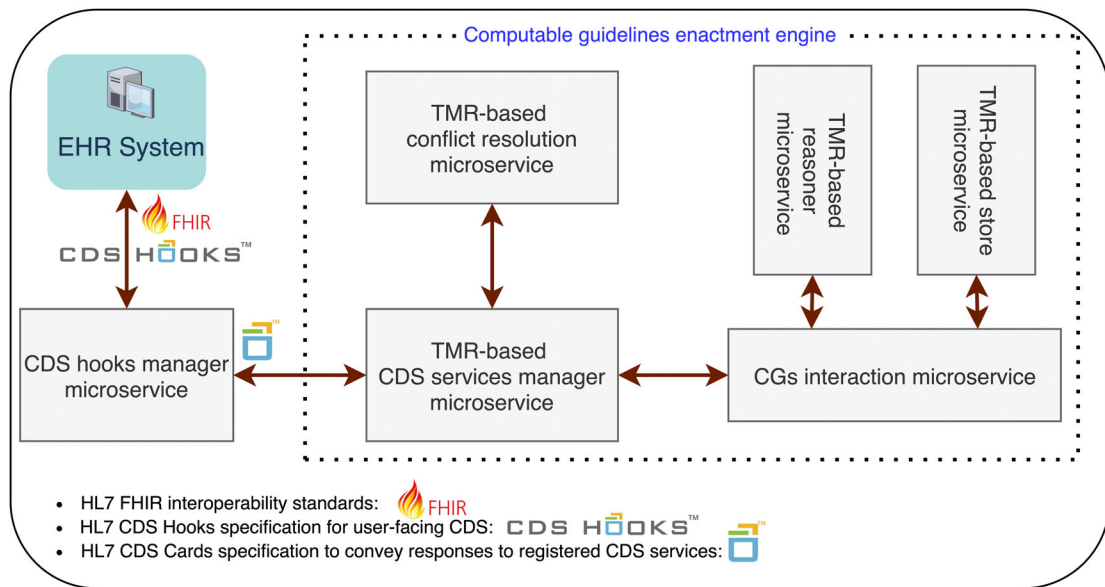 Computable guidelines enactment engine
EHR System
FHIR
CDS HOOKS™
TMR-based
conflict resolution
microservice
TMR-based
reasoner
microservice
TMR-based store
microservice
CDS hooks manager
microservice
™
TMR-based
CDS services manager
microservice
CGs interaction microservice
• HL7 FHIR interoperability standards: FHIR
• HL7 CDS Hooks specification for user-facing CDS: CDS HOOKS™
• HL7 CDS Cards specification to convey responses to registered CDS services: ™